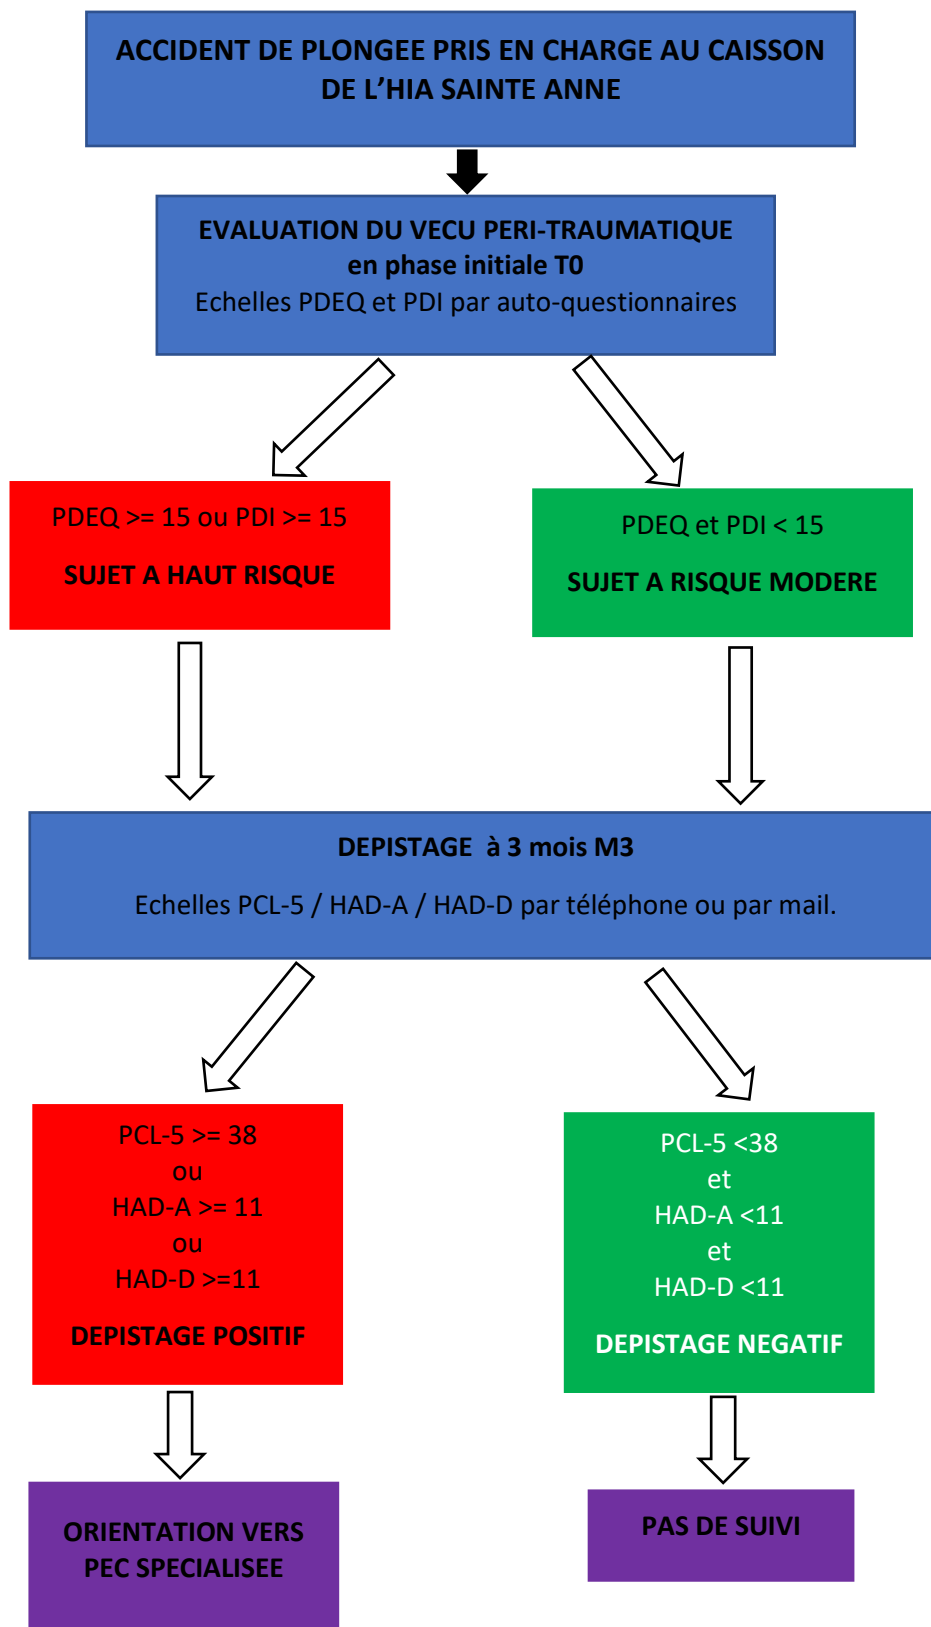 ACCIDENT DE PLONGEE PRIS EN CHARGE AU CAISSON
DE L'HIA SAINTE ANNE
EVALUATION DU VECU PERI-TRAUMATIQUE
en phase initiale T0
Echelles PDEQ et PDI par auto-questionnaires
PDEQ >= 15 ou PDI >= 15
SUJET A HAUT RISQUE
PDEQ et PDI < 15
SUJET A RISQUE MODERE
DEPISTAGE à 3 mois M3
Echelles PCL-5 / HAD-A / HAD-D par téléphone ou par mail.
PCL-5 >= 38
ou
HAD-A >= 11
ou
HAD-D >=11
DEPISTAGE POSITIF
PCL-5 <38
et
HAD-A <11
et
HAD-D <11
DEPISTAGE NEGATIF
ORIENTATION VERS
PEC SPECIALISEE
PAS DE SUIVI